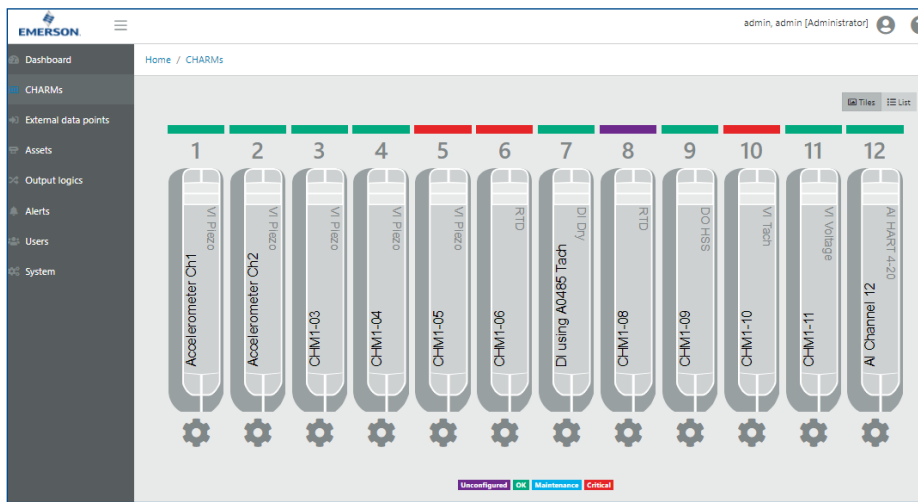 EMERSON.
admin, admin [Administrator]
Dashboard
CHARMs
External data points
Assets
Output logics
Alerts
Users
System
Home / CHARMs
Tiles
List
1
2
3
4
5
6
7
8
9
10
11
12
VI Piezo
Accelerometer Ch1
VI Piezo
Accelerometer Ch2
VI Piezo
CHM1-03
VI Piezo
CHM1-04
VI Piezo
CHM1-05
RTD
CHM1-06
DI Dry
DI using A0485 Tach
RTD
CHM1-08
DO HSS
CHM1-09
VI Tach
CHM1-10
VI Voltage
CHM1-11
AI HART 4-20
AI Channel 12
Unconfigured OK Maintenance Critical